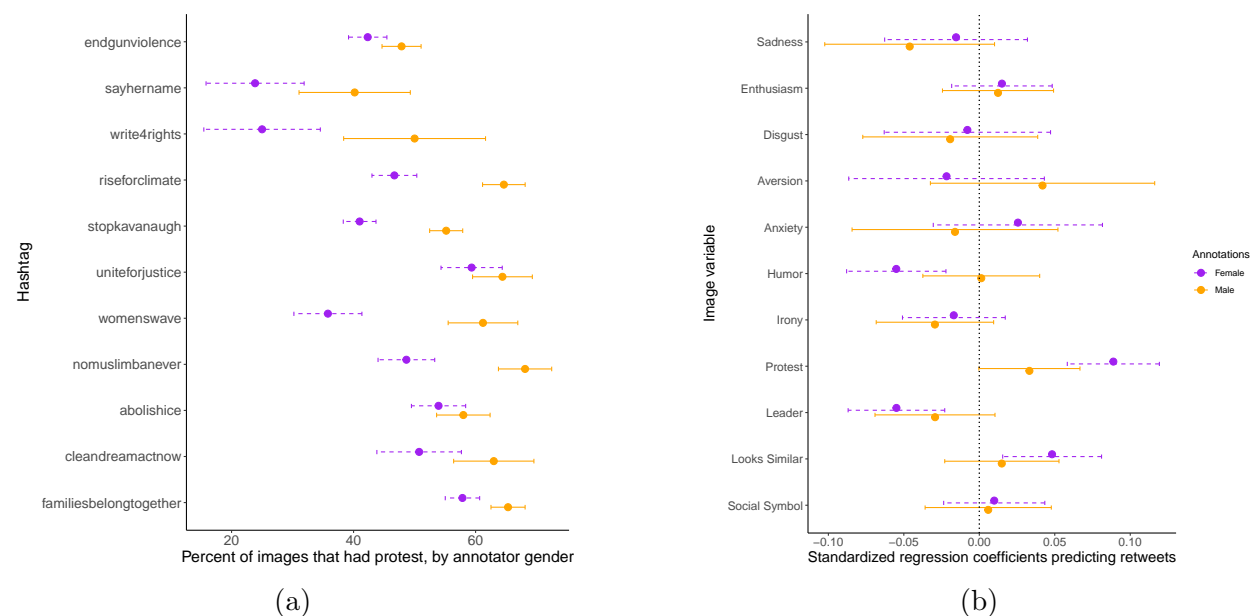 Hashtag
endgunviolence
sayhername
write4rights
riseforclimate
stopkavanaugh
uniteforjustice
womenswave
nomuslimbanever
abolishice
cleandreamactnow
familiesbelongtogether
20 40 60
Percent of images that had protest, by annotator gender
(a)
Image variable
Sadness
Enthusiasm
Disgust
Aversion
Anxiety
Humor
Irony
Protest
Leader
Looks Similar
Social Symbol
−0.10 −0.05 0.00 0.05 0.10
Standardized regression coefficients predicting retweets
Annotations
Female
Male
(b)